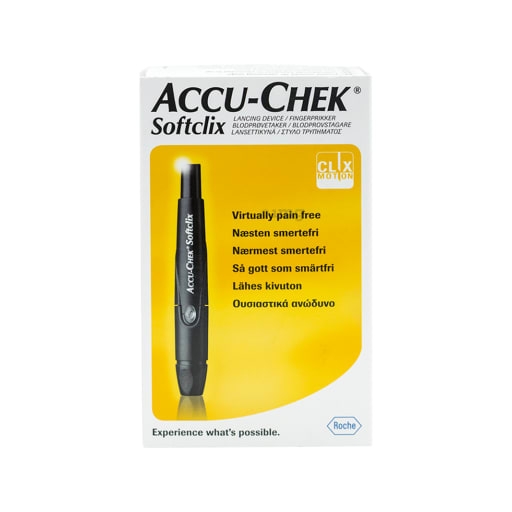 ACCU-CHEK®
Softclix
LANCING DEVICE / FINGERPRIKKER
BLODPRØVETAKER / BLODPROVSTAGARE
LANSETTIKYNÄ / ΣΤΥΛΟ ΤΡΥΠΗΜΑΤΟΣ
CLIX
MOTION
Virtually pain free
Næsten smertefri
Nærmest smertefri
Så gott som smärtfri
Lähes kivuton
Ουσιαστικά ανώδυνο
ACCU-CHEK® Softclix
Roche
Experience what's possible.